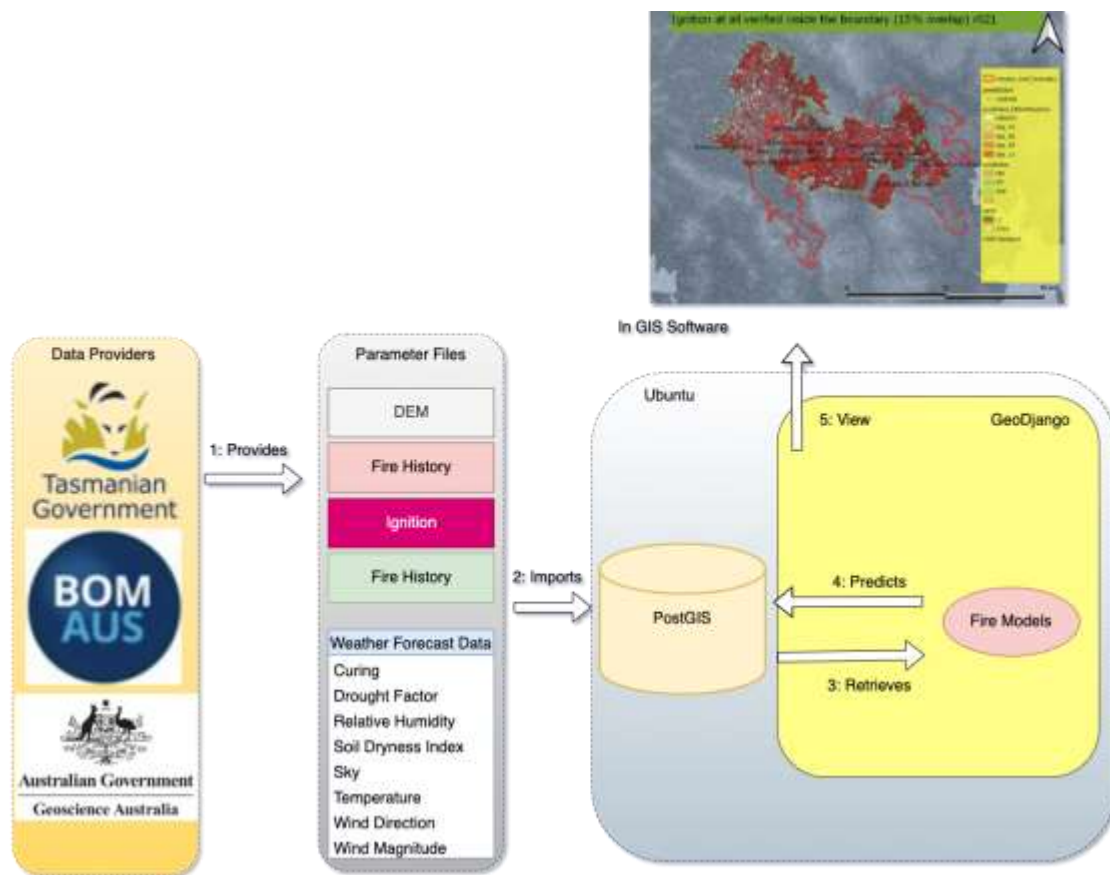 Ignition at all verified inside the boundary (15% overlap)
In GIS Software
Data Providers
Tasmanian
Government
BOM
AUS
Australian Government
Geoscience Australia
1: Provides
Parameter Files
DEM
Fire History
Ignition
Fire History
Weather Forecast Data
Curing
Drought Factor
Relative Humidity
Soil Dryness Index
Sky
Temperature
Wind Direction
Wind Magnitude
2: Imports
Ubuntu
PostGIS
5: View
GeoDjango
4: Predicts
Fire Models
3: Retrieves